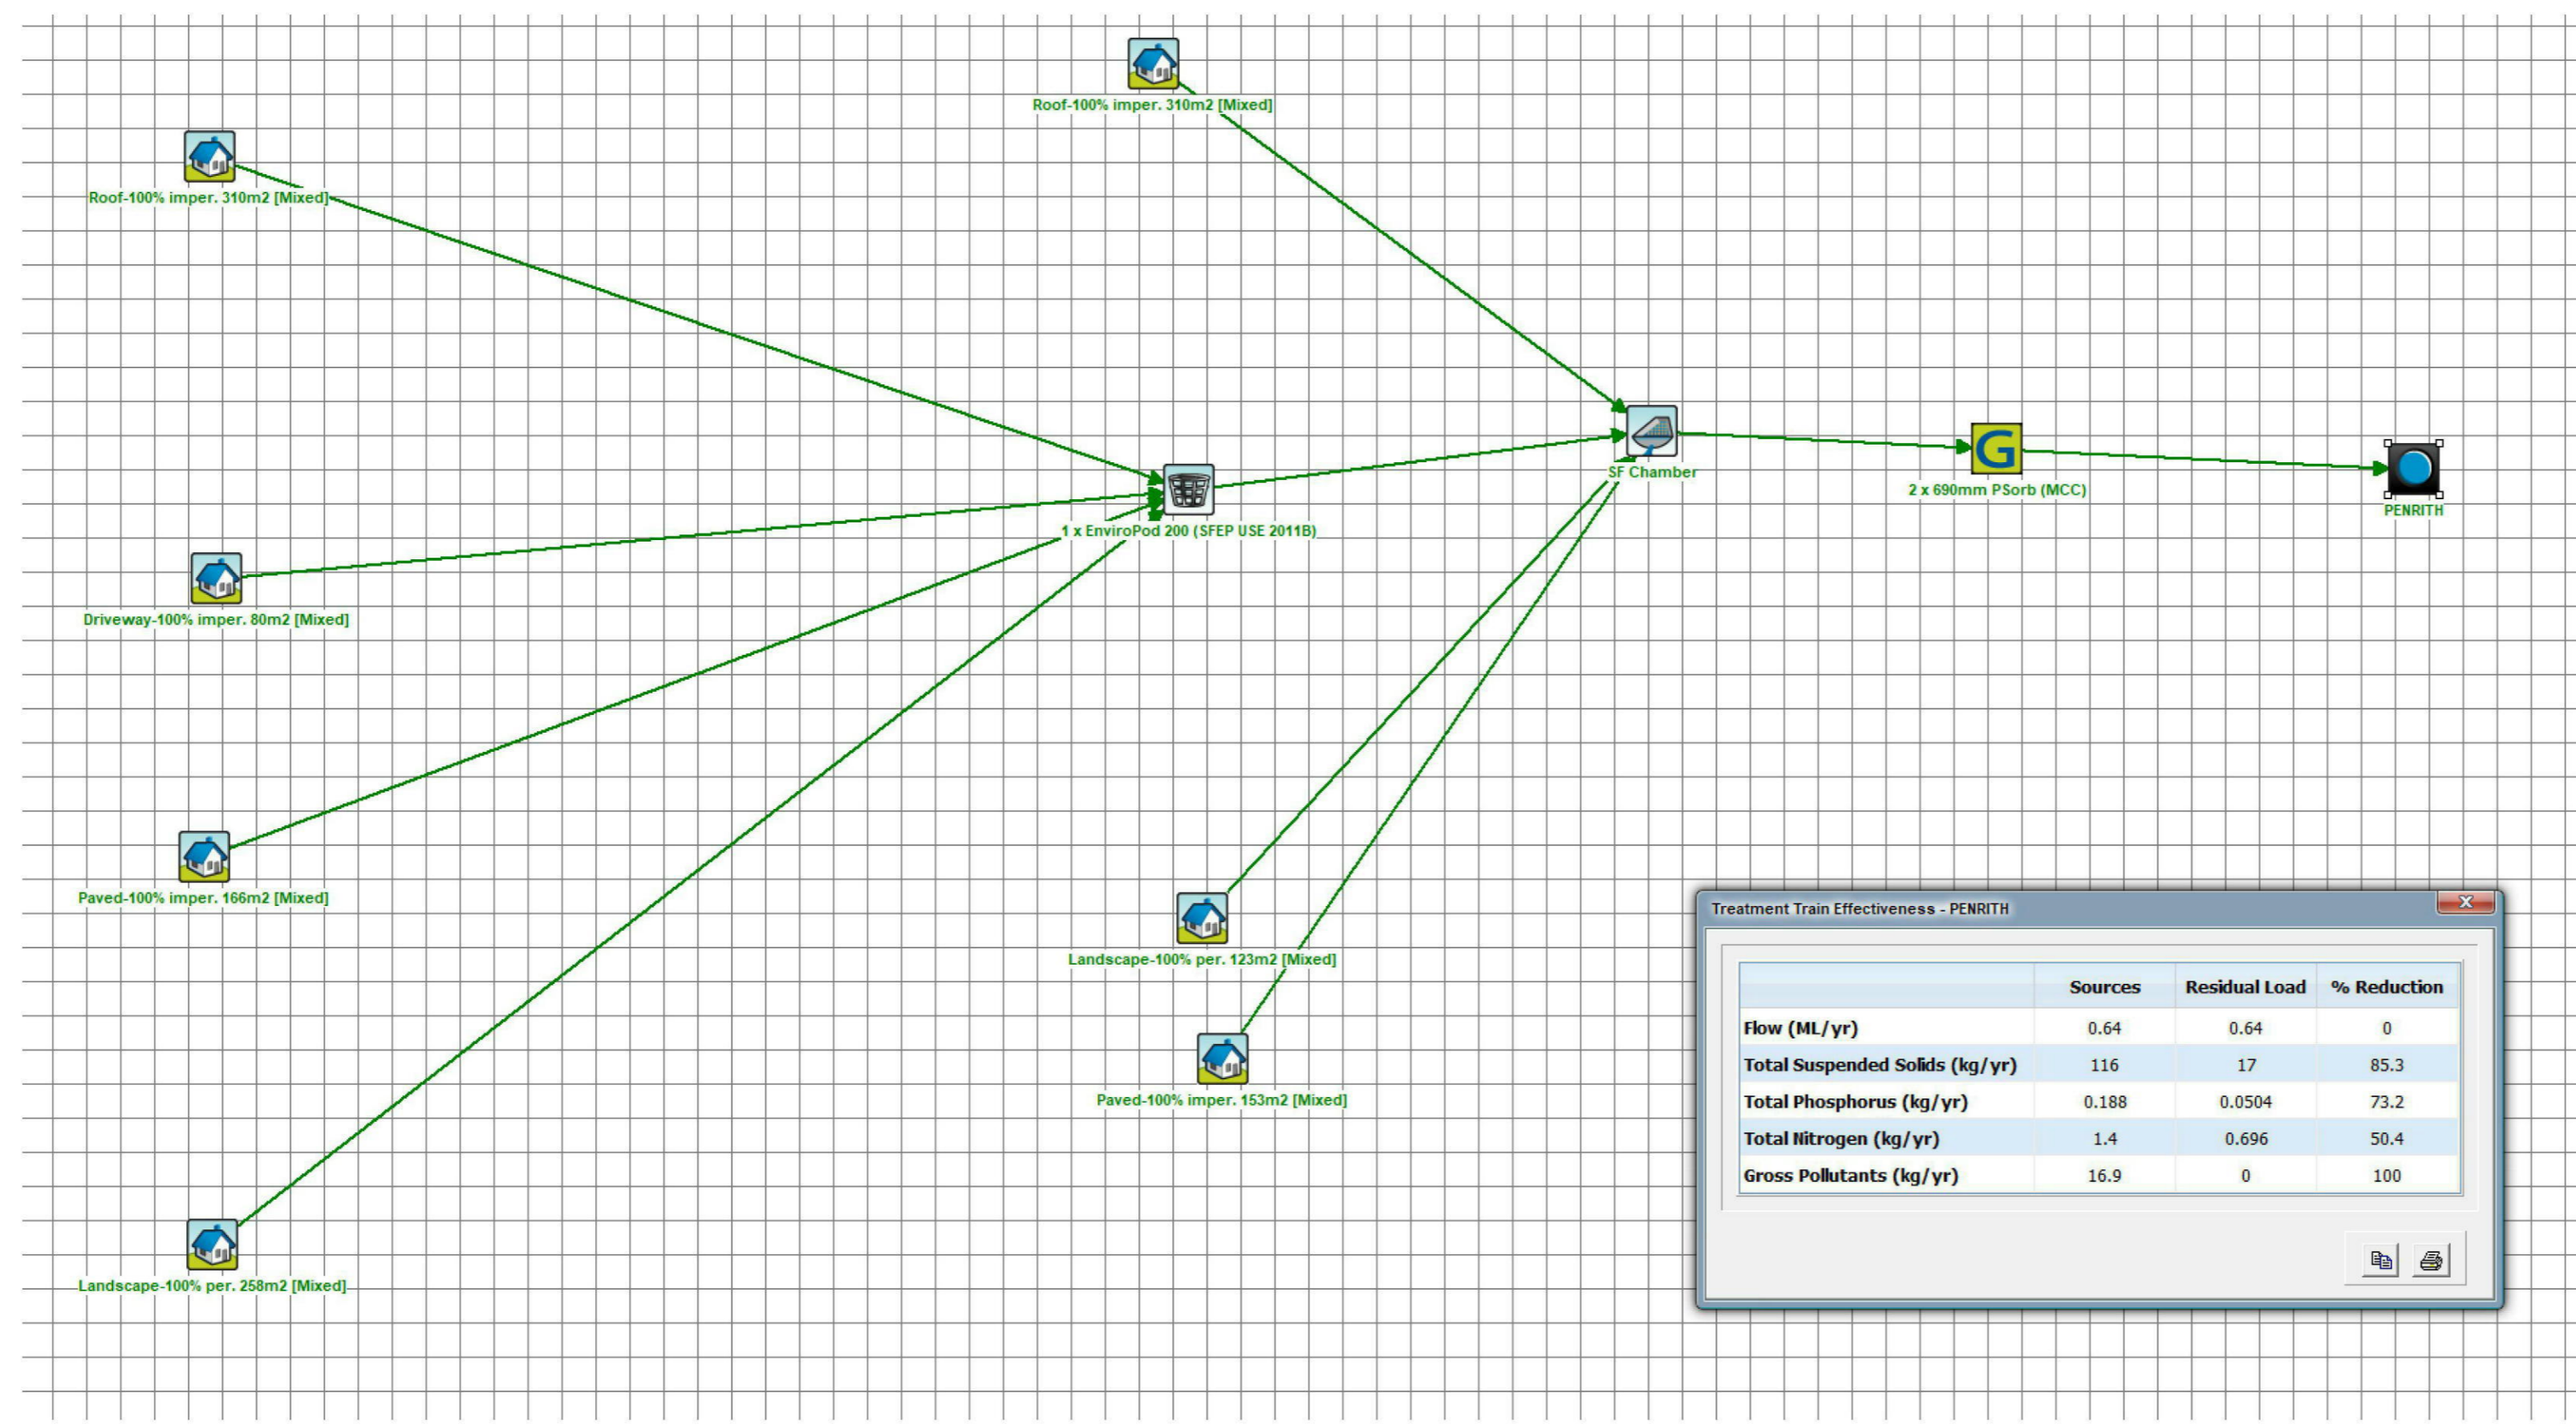 Roof-100% imper. 310m2 [Mixed]
Roof-100% imper. 310m2 [Mixed]
SF Chamber
2 x 690mm PSorb (MCC)
PENRITH
1 x EnviroPod 200 (SFEP USE 2011B)
Driveway-100% imper. 80m2 [Mixed]
Paved-100% imper. 166m2 [Mixed]
Landscape-100% per. 123m2 [Mixed]
Paved-100% imper. 153m2 [Mixed]
Landscape-100% per. 258m2 [Mixed]
Treatment Train Effectiveness - PENRITH
Sources Residual Load % Reduction
Flow (ML/yr) 0.64 0.64 0
Total Suspended Solids (kg/yr) 116 17 85.3
Total Phosphorus (kg/yr) 0.188 0.0504 73.2
Total Nitrogen (kg/yr) 1.4 0.696 50.4
Gross Pollutants (kg/yr) 16.9 0 100
G